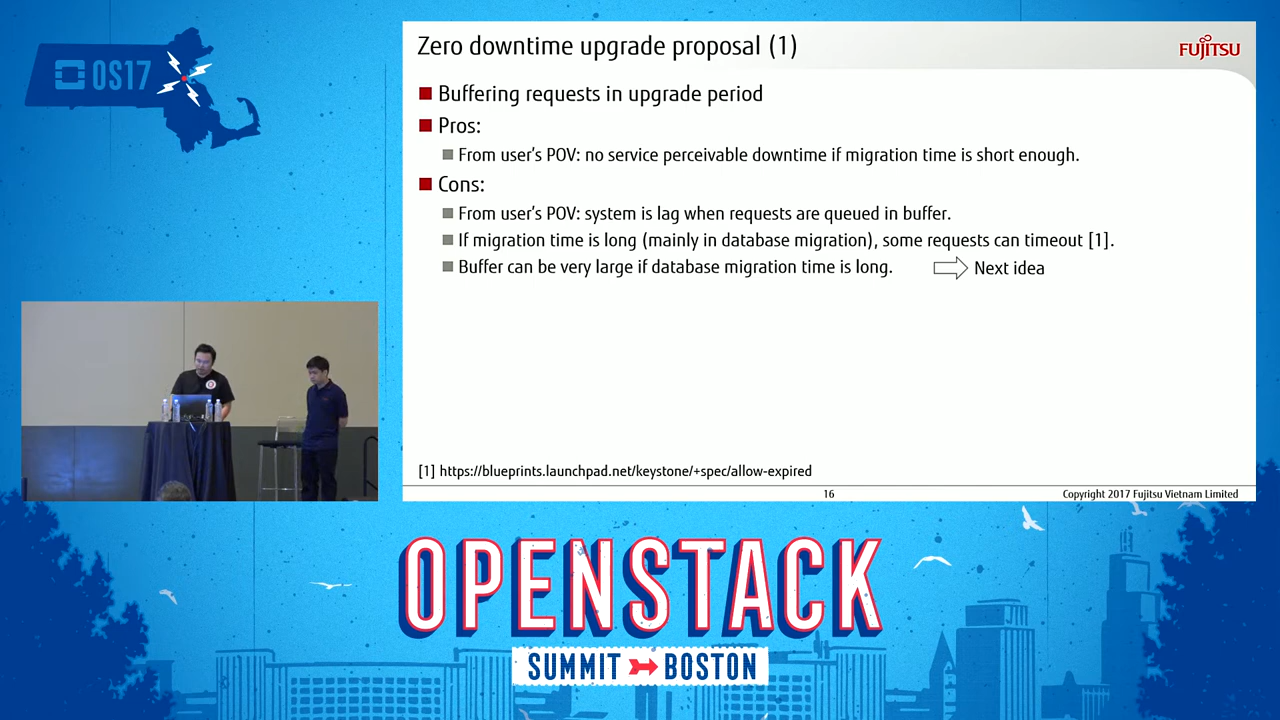 OS17
Zero downtime upgrade proposal (1)
FUJITSU
Buffering requests in upgrade period
Pros:
From user's POV: no service perceivable downtime if migration time is short enough.
Cons:
From user's POV: system is lag when requests are queued in buffer.
If migration time is long (mainly in database migration), some requests can timeout [1].
Buffer can be very large if database migration time is long.
Next idea
[1] https://blueprints.launchpad.net/keystone/+spec/allow-expired
16
Copyright 2017 Fujitsu Vietnam Limited
OPENSTACK
SUMMIT BOSTON